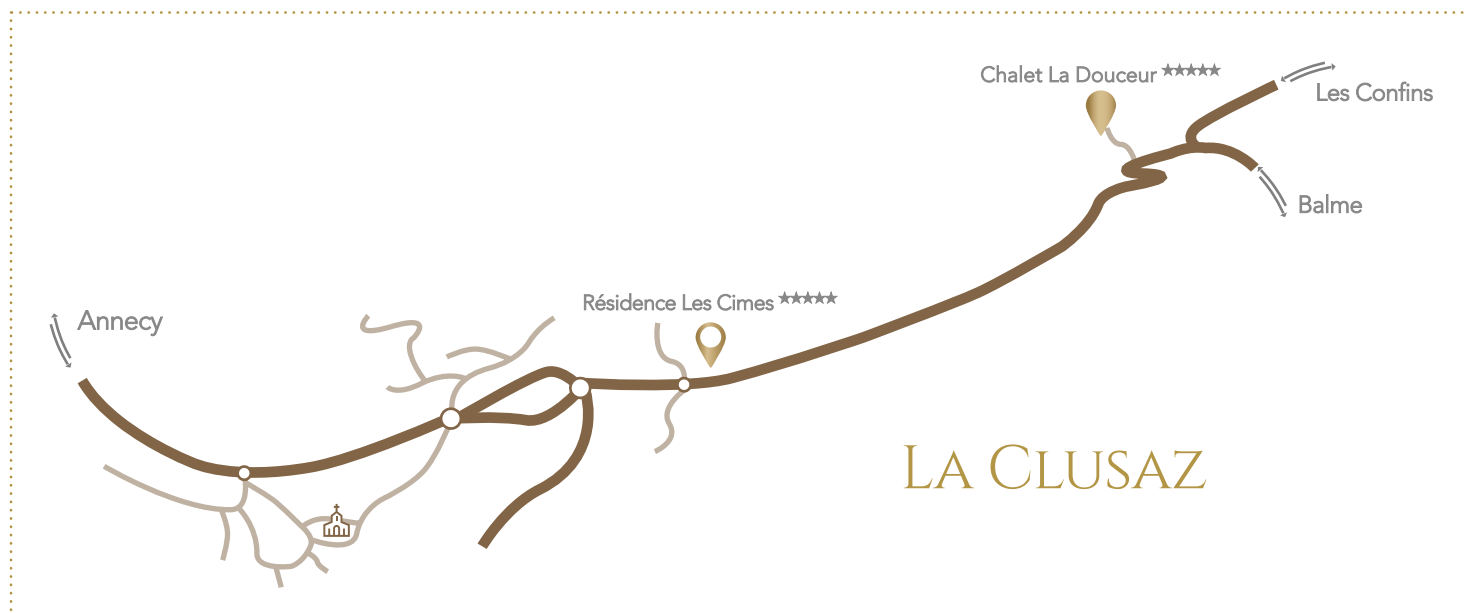 Chalet La Douceur ★★★★★
Les Confins
Balme
Résidence Les Cimes ★★★★★
Annecy
LA CLUSAZ